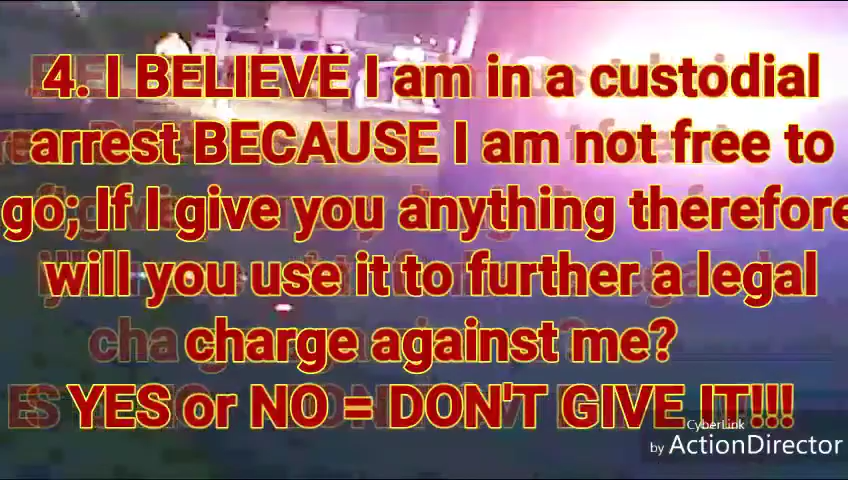 4. I BELIEVE I am in a custodial
arrest BECAUSE I am not free to
go; If I give you anything therefore
will you use it to further a legal
charge against me?
YES or NO = DON'T GIVE IT!!!
CyberLink
by ActionDirector